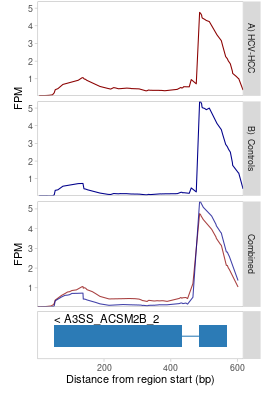 5
4
3
2
1
A) HCV-HCC
FPM
5
4
3
2
1
B) Controls
5
4
3
2
1
Combined
FPM
< A3SS_ACSM2B_2
200
400
600
Distance from region start (bp)